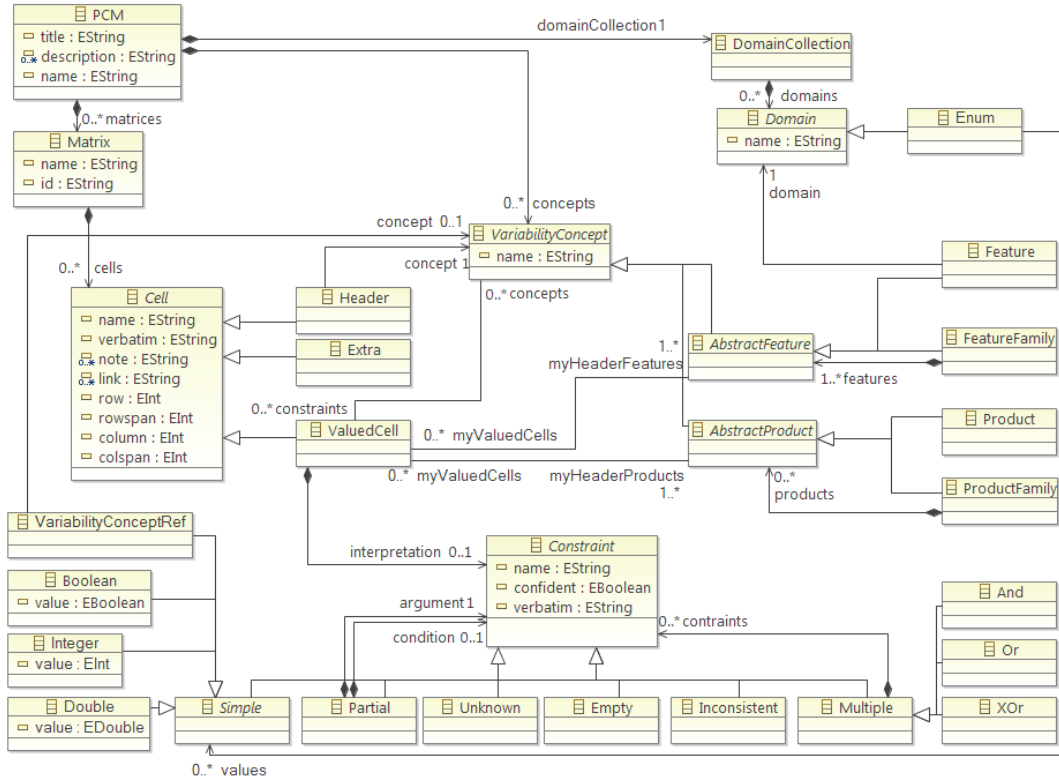 PCM
title : EString
description : EString
name : EString
0..*
domainCollection1
DomainCollection
0..* domains
Domain
name : EString
Enum
0..* matrices
Matrix
name : EString
id : EString
1
domain
0..* concepts
concept 0..1
VariabilityConcept
name : EString
concept 1
0..* concepts
Feature
0..* cells
Cell
name : EString
verbatim : EString
note : EString
0..*
link : EString
0..*
row : EInt
rowspan : EInt
column : EInt
colspan : EInt
Header
Extra
AbstractFeature
1..*
myHeaderFeatures
FeatureFamily
1..* features
0..* constraints
ValuedCell
0..* myValuedCells
AbstractProduct
Product
0..* myValuedCells
myHeaderProducts
1..*
0..*
products
ProductFamily
VariabilityConceptRef
interpretation 0..1
Constraint
name : EString
confident : EBoolean
verbatim : EString
Boolean
value : EBoolean
argument1
condition 0..1
0..* contraints
And
Integer
value : EInt
Or
Double
value : EDouble
Simple
Partial
Unknown
Empty
Inconsistent
Multiple
XOr
0..* values